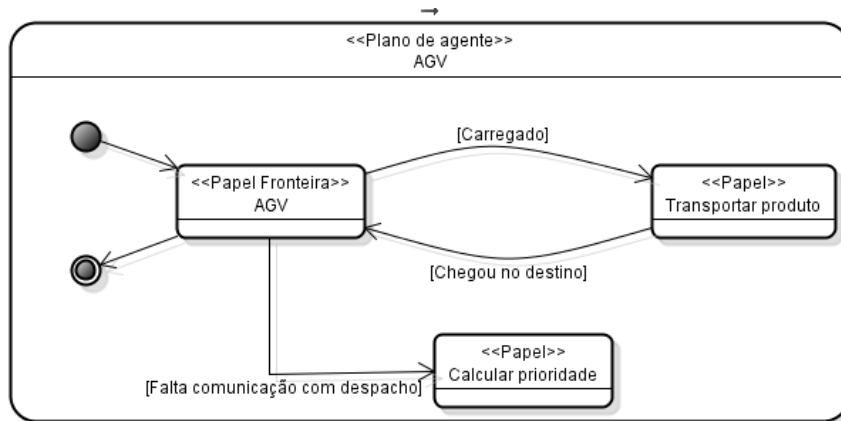 <<Plano de agente>>
AGV
[Carregado]
<<Papel Fronteira>>
AGV
<<Papel>>
Transportar produto
[Chegou no destino]
<<Papel>>
Calcular prioridade
[Falta comunicação com despacho]